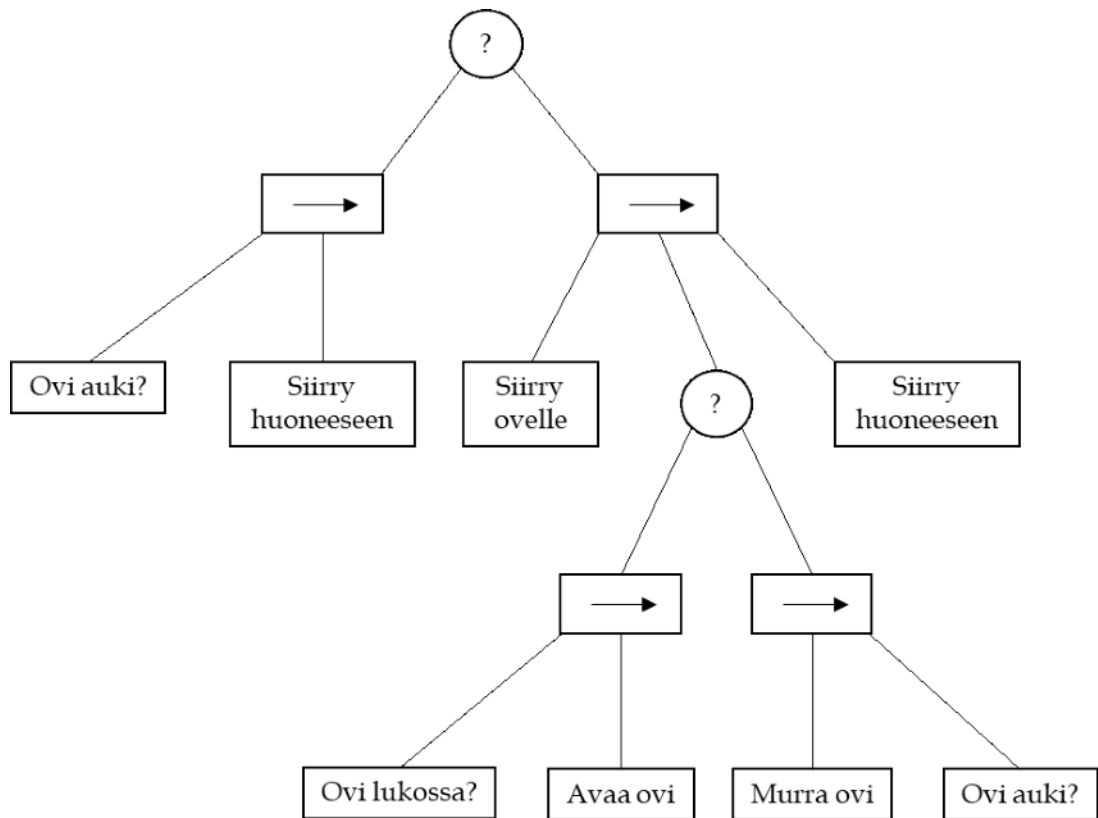 ?
Ovi auki?
Siirry
huoneeseen
Siirry
ovelle
?
Siirry
huoneeseen
Ovi lukossa?
Avaa ovi
Murra ovi
Ovi auki?